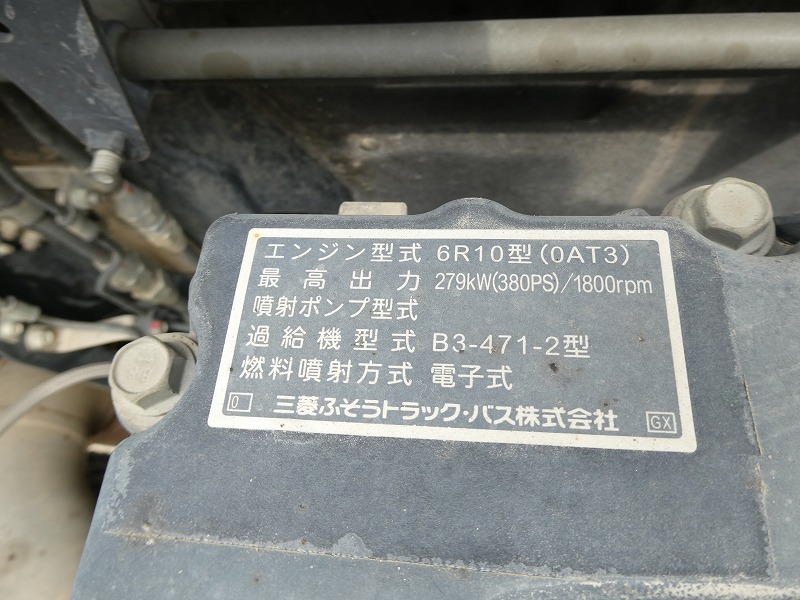 エンジン型式 6R10型(0AT3)
最高出力 279kW(380PS)/1800rpm
噴射ポンプ型式
過給機型式 B3-471-2型
燃料噴射方式 電子式
0 三菱ふそうトラック・バス株式会社 GX